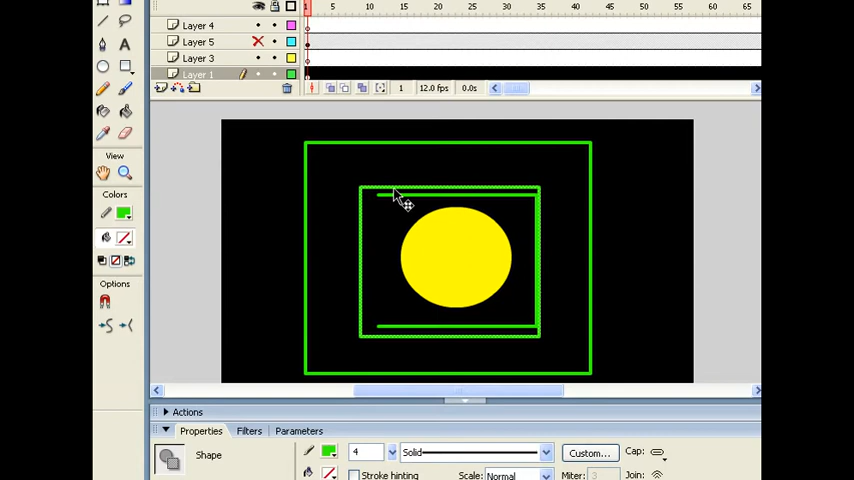 1 5 10 15 20 25 30 35 40 45 50 55 60 65
Layer 4
Layer 5
Layer 3
Layer 1
1 12.0 fps 0.0s
A
View
Colors
Options
Actions
Properties Filters Parameters
Shape
4 Solid Custom... Cap:
Stroke hinting Scale: Normal Miter: 3 Join: